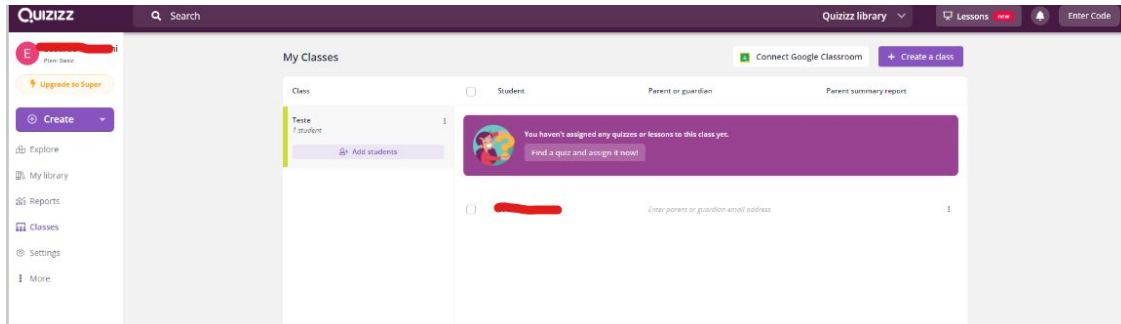 QUIZIZZ
Search
Quizizz library
Lessons new
Enter Code
E
Plan: Basic
Upgrade to Super
Create
Explore
My library
Reports
Classes
Settings
More
My Classes
Connect Google Classroom
+ Create a class
Class
Student
Parent or guardian
Parent summary report
Teste
1 student
Add students
You haven't assigned any quizzes or lessons to this class yet.
Find a quiz and assign it now!
Enter parent or guardian email address